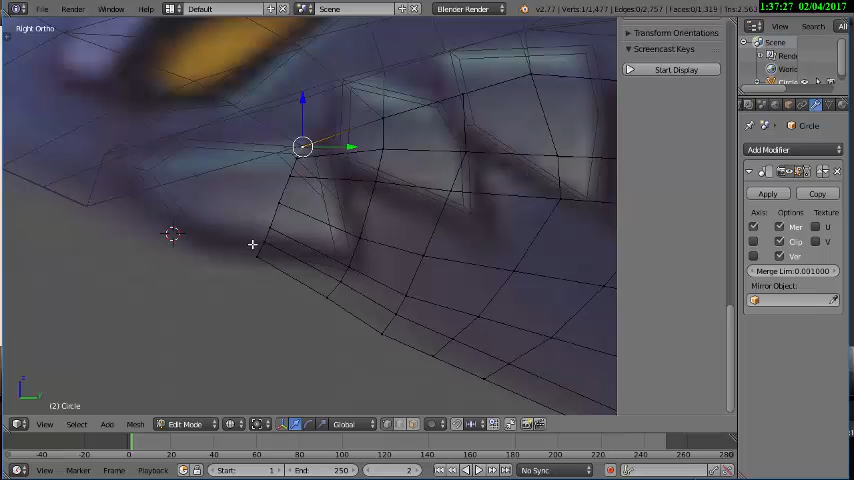 1:37:27 02/04/2017
File Render Window Help Default Scene Blender Render v2.77 | Verts:1/1,477 | Edges:0/2,757 | Faces:0/1,319 | Tris:2,563
Right Ortho
Transform Orientations
Screencast Keys
Start Display
View Search All
Scene
Rende
World
Circle
Circle
Add Modifier
Apply Copy
Axis: Options Texture
Mer U
Clip V
Ver
Merge Lim:0.001000
Mirror Object:
(2) Circle
View Select Add Mesh Edit Mode Global
-40 -20 0 20 40 60 80 100 120 140 160 180 200 220 240 260 280
View Marker Frame Playback Start: 1 End: 250 2 No Sync